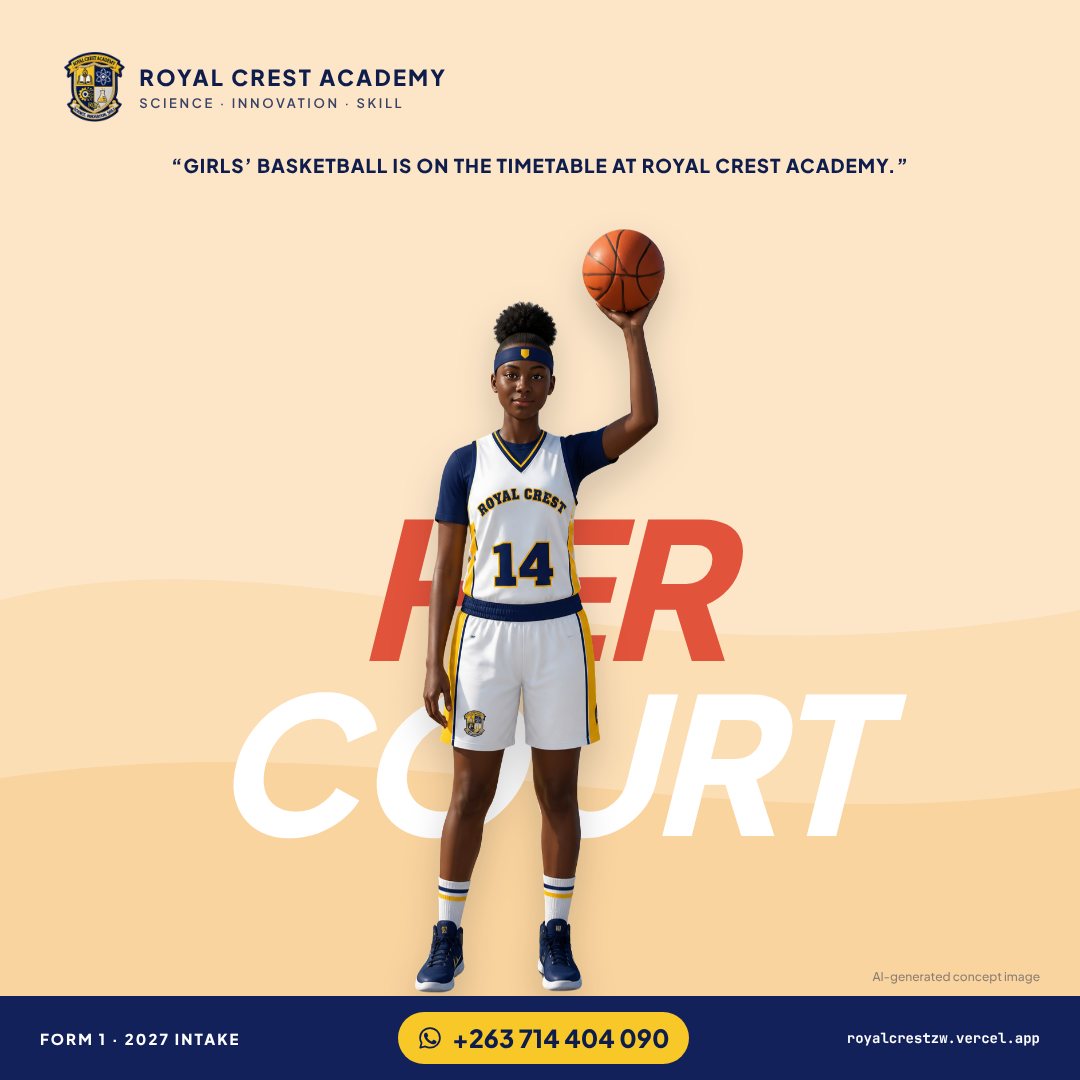 ROYAL CREST ACADEMY
SCIENCE · INNOVATION · SKILL
“GIRLS’ BASKETBALL IS ON THE TIMETABLE AT ROYAL CREST ACADEMY.”
ROYAL CREST
14
HER
COURT
AI-generated concept image
FORM 1 · 2027 INTAKE
+263 714 404 090
royalcrestzw.vercel.app